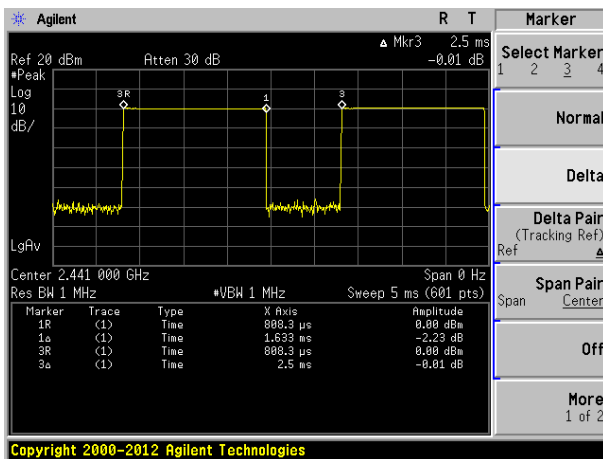 Agilent R T Marker
Δ Mkr3 2.5 ms
Ref 20 dBm Atten 30 dB -0.01 dB
#Peak
Log
10
dB/
3R 1 3
LgAv
Center 2.441 000 GHz Span 0 Hz
Res BW 1 MHz #VBW 1 MHz Sweep 5 ms (601 pts)
Marker Trace Type X Axis Amplitude
1R (1) Time 808.3 µs 0.00 dBm
1Δ (1) Time 1.633 ms -2.23 dB
3R (1) Time 808.3 µs 0.00 dBm
3Δ (1) Time 2.5 ms -0.01 dB
Select Marker
1 2 3 4
Normal
Delta
Delta Pair
(Tracking Ref)
Ref Δ
Span Pair
Span Center
Off
More
1 of 2
Copyright 2000-2012 Agilent Technologies